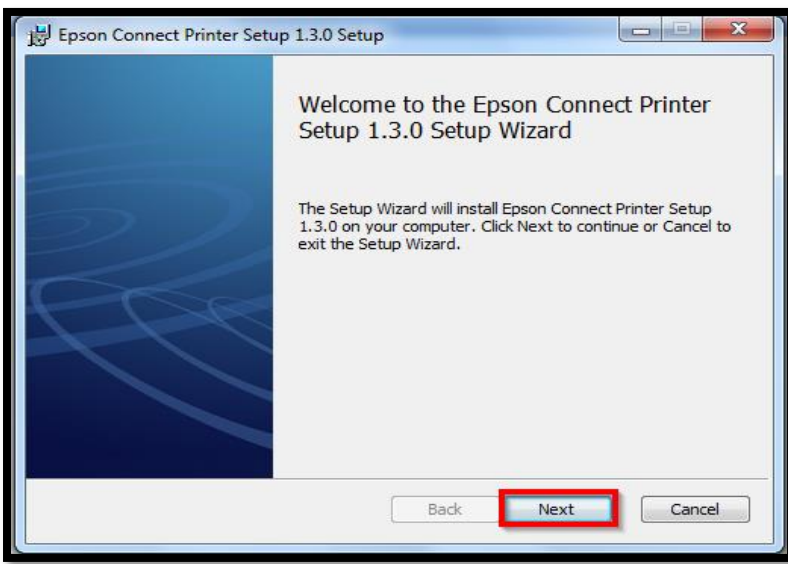 Epson Connect Printer Setup 1.3.0 Setup
Welcome to the Epson Connect Printer
Setup 1.3.0 Setup Wizard
The Setup Wizard will install Epson Connect Printer Setup
1.3.0 on your computer. Click Next to continue or Cancel to
exit the Setup Wizard.
Back Next Cancel